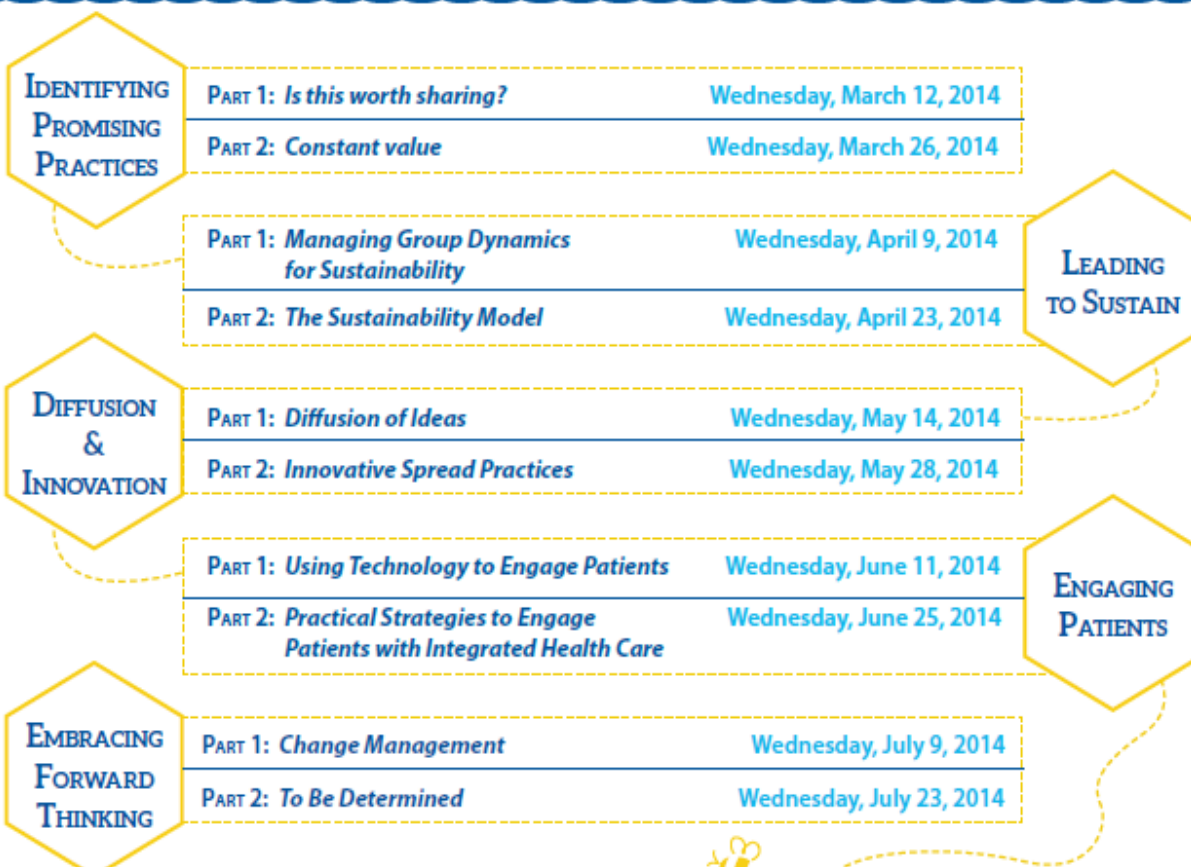 IDENTIFYING
PROMISING
PRACTICES
PART 1: Is this worth sharing? Wednesday, March 12, 2014
PART 2: Constant value Wednesday, March 26, 2014
PART 1: Managing Group Dynamics Wednesday, April 9, 2014
for Sustainability
PART 2: The Sustainability Model Wednesday, April 23, 2014
LEADING
TO SUSTAIN
DIFFUSION
&
INNOVATION
PART 1: Diffusion of Ideas Wednesday, May 14, 2014
PART 2: Innovative Spread Practices Wednesday, May 28, 2014
PART 1: Using Technology to Engage Patients Wednesday, June 11, 2014
PART 2: Practical Strategies to Engage Wednesday, June 25, 2014
Patients with Integrated Health Care
ENGAGING
PATIENTS
EMBRACING
FORWARD
THINKING
PART 1: Change Management Wednesday, July 9, 2014
PART 2: To Be Determined Wednesday, July 23, 2014